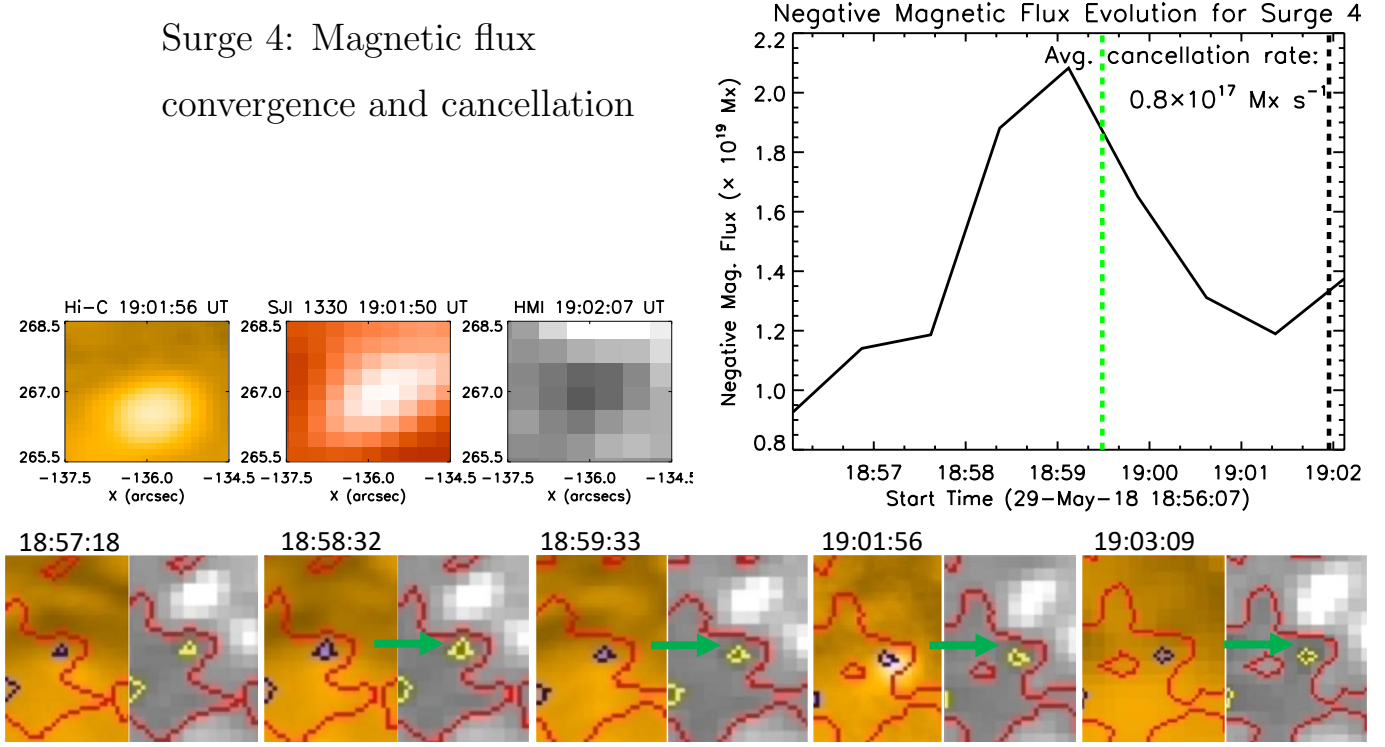 Surge 4: Magnetic flux
convergence and cancellation
Negative Magnetic Flux Evolution for Surge 4
Avg. cancellation rate:
0.8×10¹⁷ Mx s⁻¹
Negative Mag. Flux (× 10¹⁹ Mx)
2.2
2.0
1.8
1.6
1.4
1.2
1.0
0.8
18:57 18:58 18:59 19:00 19:01 19:02
Start Time (29-May-18 18:56:07)
Hi-C 19:01:56 UT
268.5
267.0
265.5
-137.5 -136.0 -134.5
X (arcsec)
SJI 1330 19:01:50 UT
268.5
267.0
265.5
-137.5 -136.0 -134.5
X (arcsec)
HMI 19:02:07 UT
268.5
267.0
265.5
-137.5 -136.0 -134.5
X (arcsecs)
18:57:18 18:58:32 18:59:33 19:01:56 19:03:09